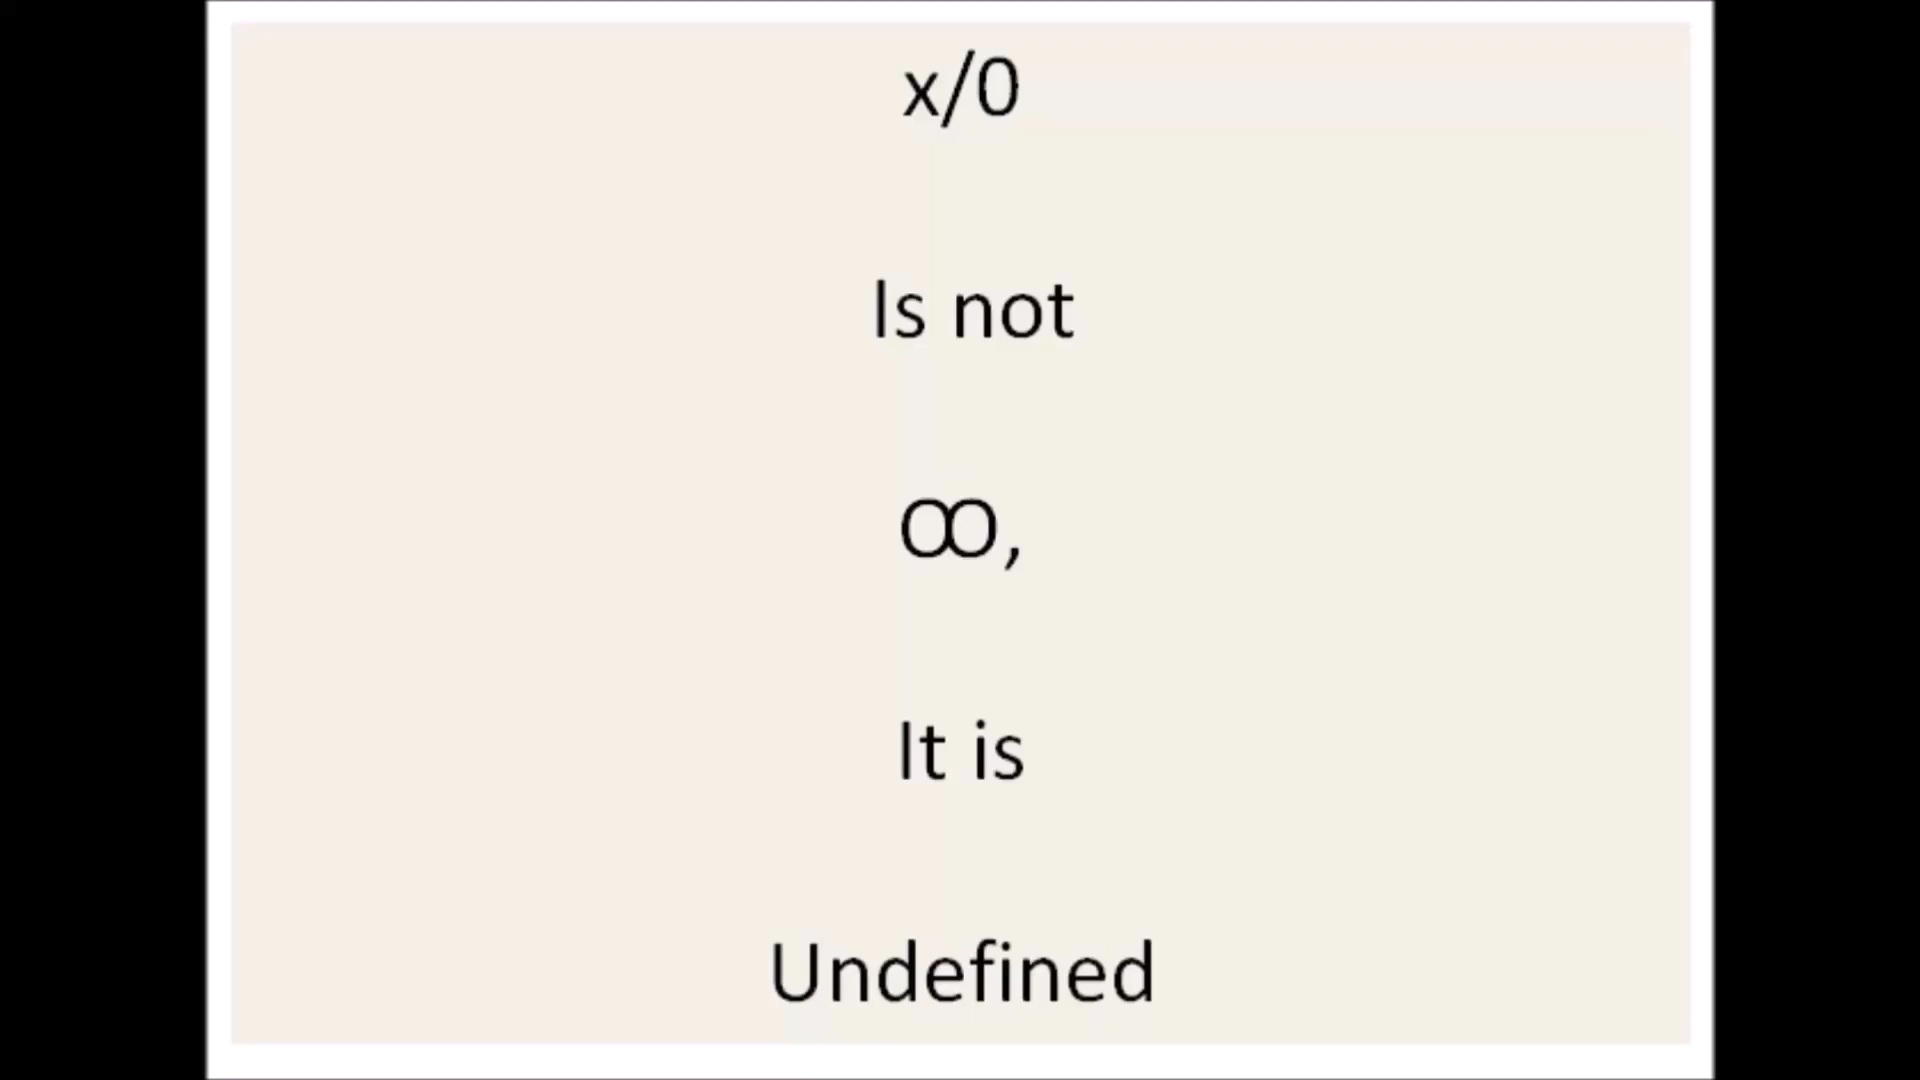 x/0
Is not
∞,
It is
Undefined